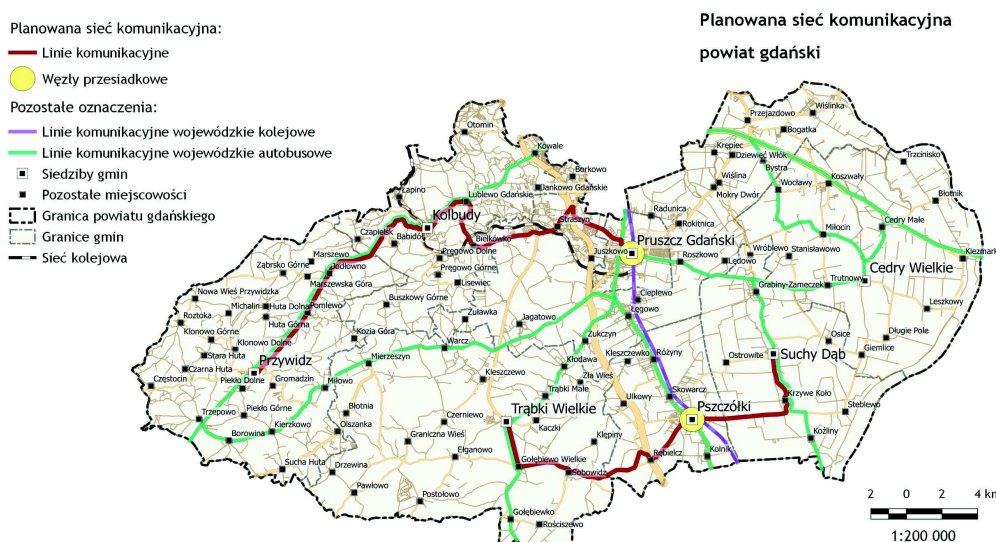 Planowana sieć komunikacyjna
powiat gdański
Planowana sieć komunikacyjna:
Linie komunikacyjne
Węzły przesiadkowe
Pozostałe oznaczenia:
Linie komunikacyjne wojewódzkie kolejowe
Linie komunikacyjne wojewódzkie autobusowe
Siedziby gmin
Pozostałe miejscowości
Granica powiatu gdańskiego
Granice gmin
Sieć kolejowa
Otomin
Kowale
Borkowo
Jankowo Gdańskie
Łapino
Lublewo Gdańskie
Kolbudy
Straszyn
Bielkówko
Czapielsk
Babidół
Pręgowo Dolne
Pręgowo Górne
Lisewiec
Marszewo
Ząbrsko Górne
Marszewska Góra
Nowa Wieś Przywidzka
Michalin
Huta Dolna
Pomlewo
Roztoka
Huta Górna
Klonowo Górne
Klonowo Dolne
Stara Huta
Przywidz
Czarna Huta
Częstocin
Piekło Dolne
Gromadzin
Trzepowo
Piekło Górne
Borowina
Kierzkowo
Miłowo
Błotnia
Olszanka
Sucha Huta
Drzewina
Pawłowo
Postołowo
Buszkowy Górne
Żuławka
Kozia Góra
Jagatowo
Warcz
Mierzeszyn
Kleszczewo
Czerniewo
Graniczna Wieś
Ełganowo
Trąbki Wielkie
Kaczki
Klępiny
Gołębiewo Wielkie
Sobowidz
Gołębiewko
Rościszewo
Żukczyn
Kłodawa
Kleszczewko
Zła Wieś
Trąbki Małe
Ulkowy
Rębielcz
Pszczółki
Kolnik
Skowarcz
Różyny
Łęgowo
Cieplewo
Juszkowo
Pruszcz Gdański
Radunica
Rokitnica
Roszkowo
Lędowo
Wróblewo
Stanisławowo
Grabiny-Zameczek
Trutnowy
Cedry Wielkie
Miłocin
Cedry Małe
Przejazdowo
Wiślinka
Bogatka
Krępiec
Dziewięć Włók
Bystra
Wiślina
Mokry Dwór
Wocławy
Koszwały
Trzcinisko
Błotnik
Kiezmark
Leszkowy
Długie Pole
Osice
Giemlice
Ostrowite
Suchy Dąb
Krzywe Koło
Steblewo
Koźliny
2 0 2 4 km
1:200 000